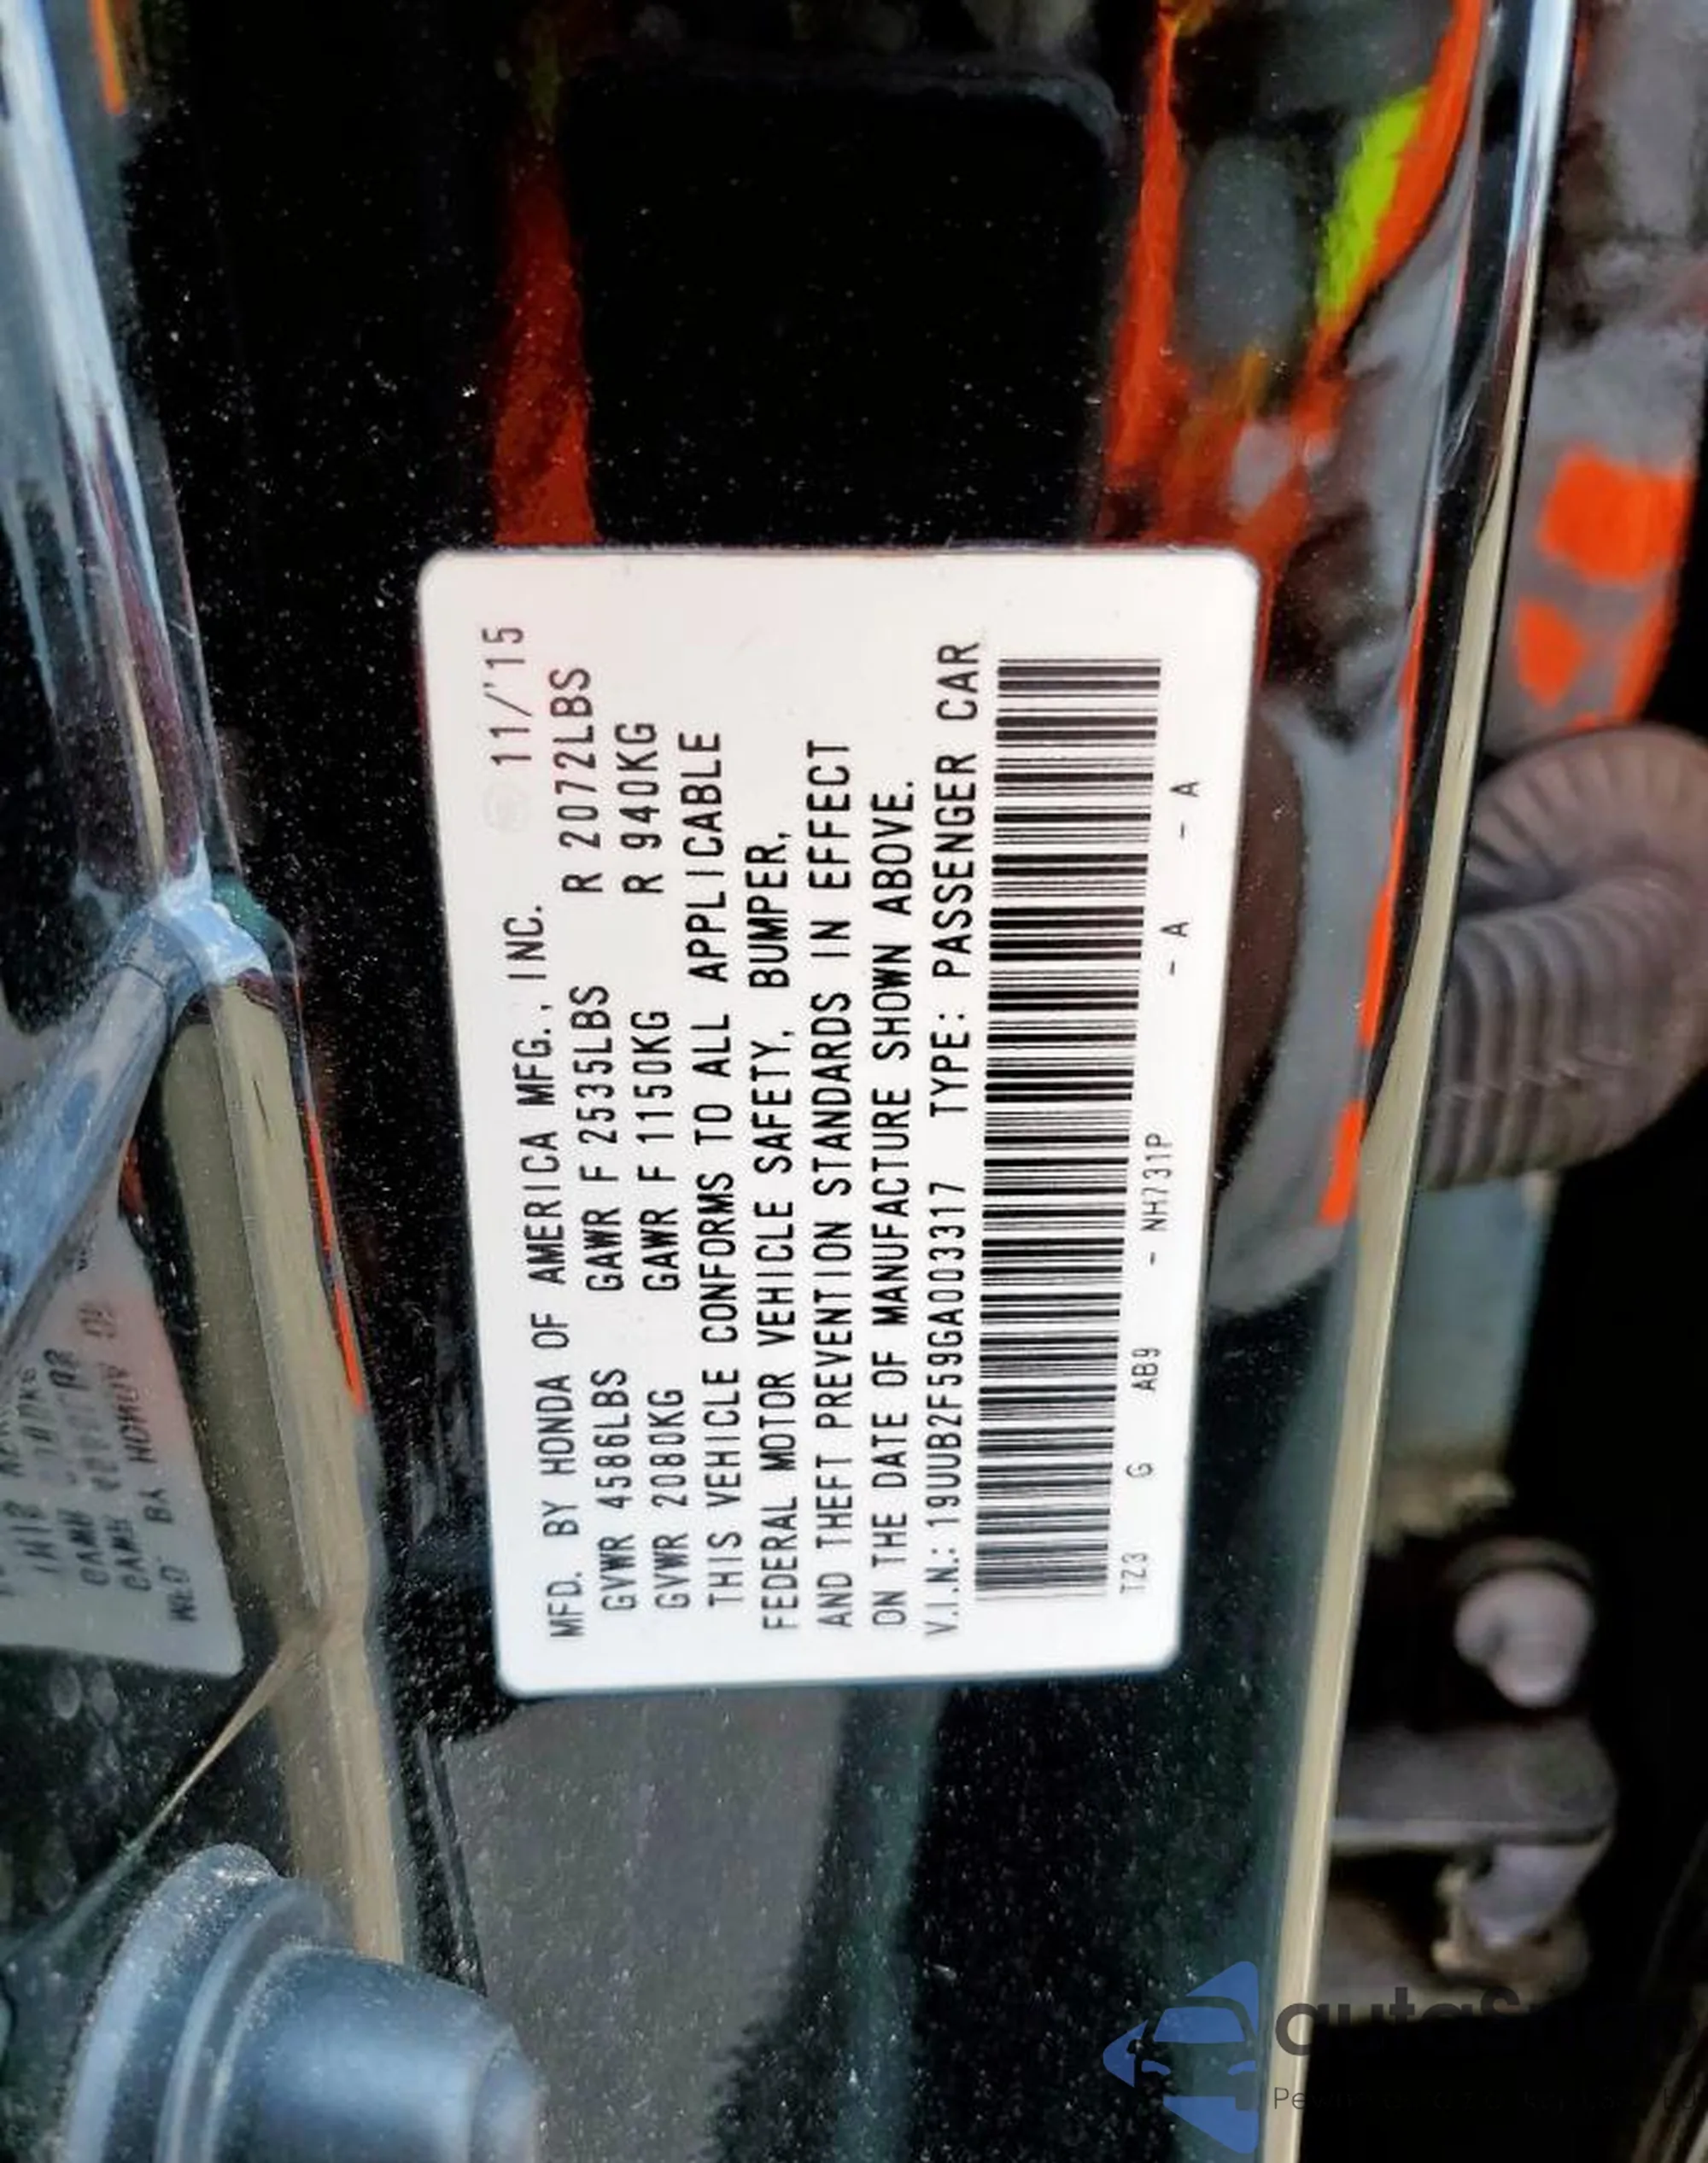 MFD. BY HONDA OF AMERICA MFG., INC. 11/'15
GVWR 4586LBS GAWR F 2535LBS R 2072LBS
GVWR 2080KG GAWR F 1150KG R 940KG
THIS VEHICLE CONFORMS TO ALL APPLICABLE
FEDERAL MOTOR VEHICLE SAFETY, BUMPER,
AND THEFT PREVENTION STANDARDS IN EFFECT
ON THE DATE OF MANUFACTURE SHOWN ABOVE.
V.I.N.: 19UUB2F59GA003317 TYPE: PASSENGER CAR
TZ3 G AB9 - NH731P - A - A